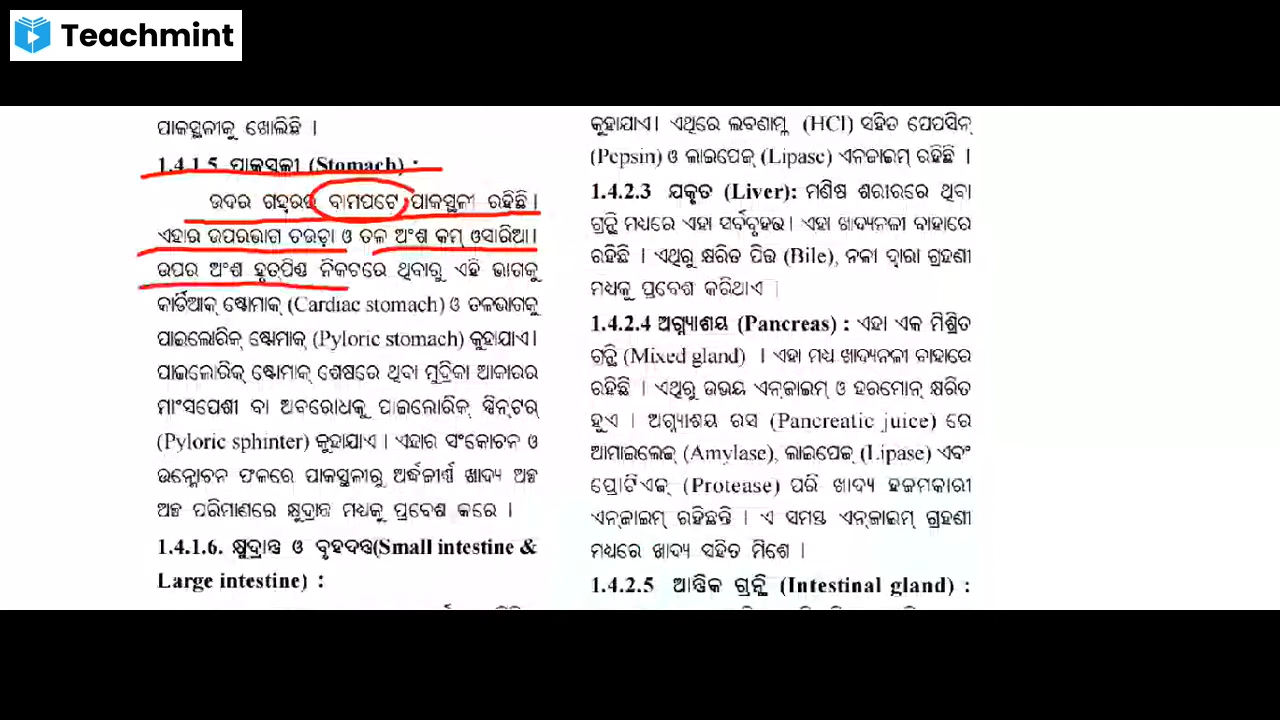 Teachmint
ପାକସ୍ଥଳୀକୁ ଖୋଲିଛି ।
1.4.1.5 ପାକସ୍ଥଳୀ (Stomach) :
ଉଦର ଗହ୍ୱରର ବାମପଟେ ପାକସ୍ଥଳୀ ରହିଛି ।
ଏହାର ଉପରଭାଗ ଚଉଡ଼ା ଓ ତଳ ଅଂଶ କମ୍ ଓସାରିଆ।
ଉପର ଅଂଶ ହୃତ୍‌ପିଣ୍ଡ ନିକଟରେ ଥିବାରୁ ଏହି ଭାଗକୁ
କାର୍ଡିଆକ୍ ଷ୍ଟୋମାକ୍ (Cardiac stomach) ଓ ତଳଭାଗକୁ
ପାଇଲୋରିକ୍ ଷ୍ଟୋମାକ୍ (Pyloric stomach) କୁହାଯାଏ।
ପାଇଲୋରିକ୍ ଷ୍ଟୋମାକ୍ ଶେଷରେ ଥିବା ମୁଦ୍ରିକା ଆକାରର
ମାଂସପେଶୀ ବା ଅବରୋଧକୁ ପାଇଲୋରିକ୍ ସ୍ଫିନ୍‌ଟର୍
(Pyloric sphinter) କୁହାଯାଏ । ଏହାର ସଂକୋଚନ ଓ
ଉନ୍ମୋଚନ ଫଳରେ ପାକସ୍ଥଳୀରୁ ଅର୍ଦ୍ଧଜୀର୍ଣ୍ଣ ଖାଦ୍ୟ ଅଳ୍ପ
ଅଳ୍ପ ପରିମାଣରେ କ୍ଷୁଦ୍ରାନ୍ତ୍ର ମଧ୍ୟକୁ ପ୍ରବେଶ କରେ ।
1.4.1.6. କ୍ଷୁଦ୍ରାନ୍ତ୍ର ଓ ବୃହଦନ୍ତ୍ର(Small intestine &
Large intestine) :
କୁହାଯାଏ। ଏଥିରେ ଲବଣାମ୍ଳ (HCl) ସହିତ ପେପସିନ୍
(Pepsin) ଓ ଲାଇପେଜ୍ (Lipase) ଏନଜାଇମ୍ ରହିଛି ।
1.4.2.3 ଯକୃତ (Liver): ମଣିଷ ଶରୀରରେ ଥିବା
ଗ୍ରନ୍ଥି ମଧ୍ୟରେ ଏହା ସର୍ବବୃହତ୍ତ । ଏହା ଖାଦ୍ୟନଳୀ ବାହାରେ
ରହିଛି । ଏଥିରୁ କ୍ଷରିତ ପିତ୍ତ (Bile), ନଳୀ ଦ୍ୱାରା ଗ୍ରହଣୀ
ମଧ୍ୟକୁ ପ୍ରବେଶ କରିଥାଏ ।
1.4.2.4 ଅଗ୍ନ୍ୟାଶୟ (Pancreas) : ଏହା ଏକ ମିଶ୍ରିତ
ଗ୍ରନ୍ଥି (Mixed gland) । ଏହା ମଧ୍ୟ ଖାଦ୍ୟନଳୀ ବାହାରେ
ରହିଛି । ଏଥିରୁ ଉଭୟ ଏନ୍‌ଜାଇମ୍ ଓ ହରମୋନ୍ କ୍ଷରିତ
ହୁଏ । ଅଗ୍ନ୍ୟାଶୟ ରସ (Pancreatic juice) ରେ
ଆମାଇଲେଜ୍ (Amylase), ଲାଇପେଜ୍ (Lipase) ଏବଂ
ପ୍ରୋଟିଏଜ୍ (Protease) ପରି ଖାଦ୍ୟ ହଜମକାରୀ
ଏନ୍‌ଜାଇମ୍ ରହିଛନ୍ତି । ଏ ସମସ୍ତ ଏନ୍‌ଜାଇମ୍ ଗ୍ରହଣୀ
ମଧ୍ୟରେ ଖାଦ୍ୟ ସହିତ ମିଶେ ।
1.4.2.5 ଆନ୍ତ୍ରିକ ଗ୍ରନ୍ଥି (Intestinal gland) :